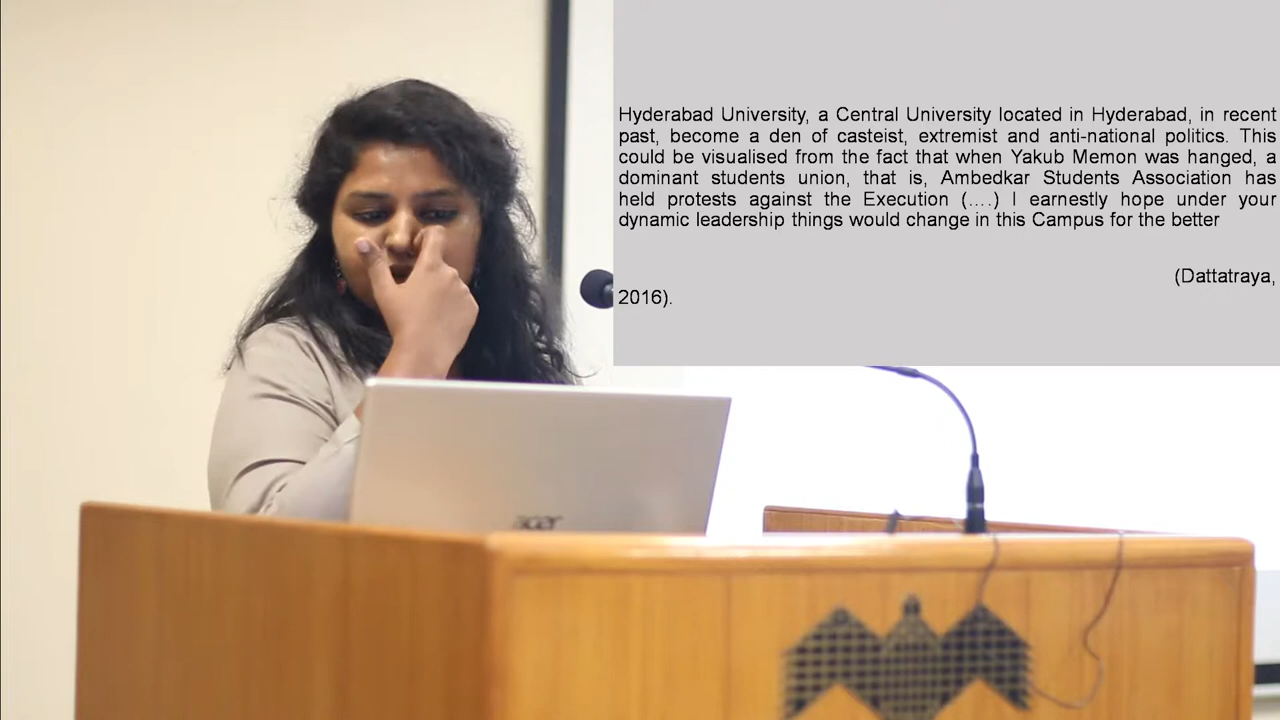 Hyderabad University, a Central University located in Hyderabad, in recent
past, become a den of casteist, extremist and anti-national politics. This
could be visualised from the fact that when Yakub Memon was hanged, a
dominant students union, that is, Ambedkar Students Association has
held protests against the Execution (....) I earnestly hope under your
dynamic leadership things would change in this Campus for the better
(Dattatraya,
2016).
acer